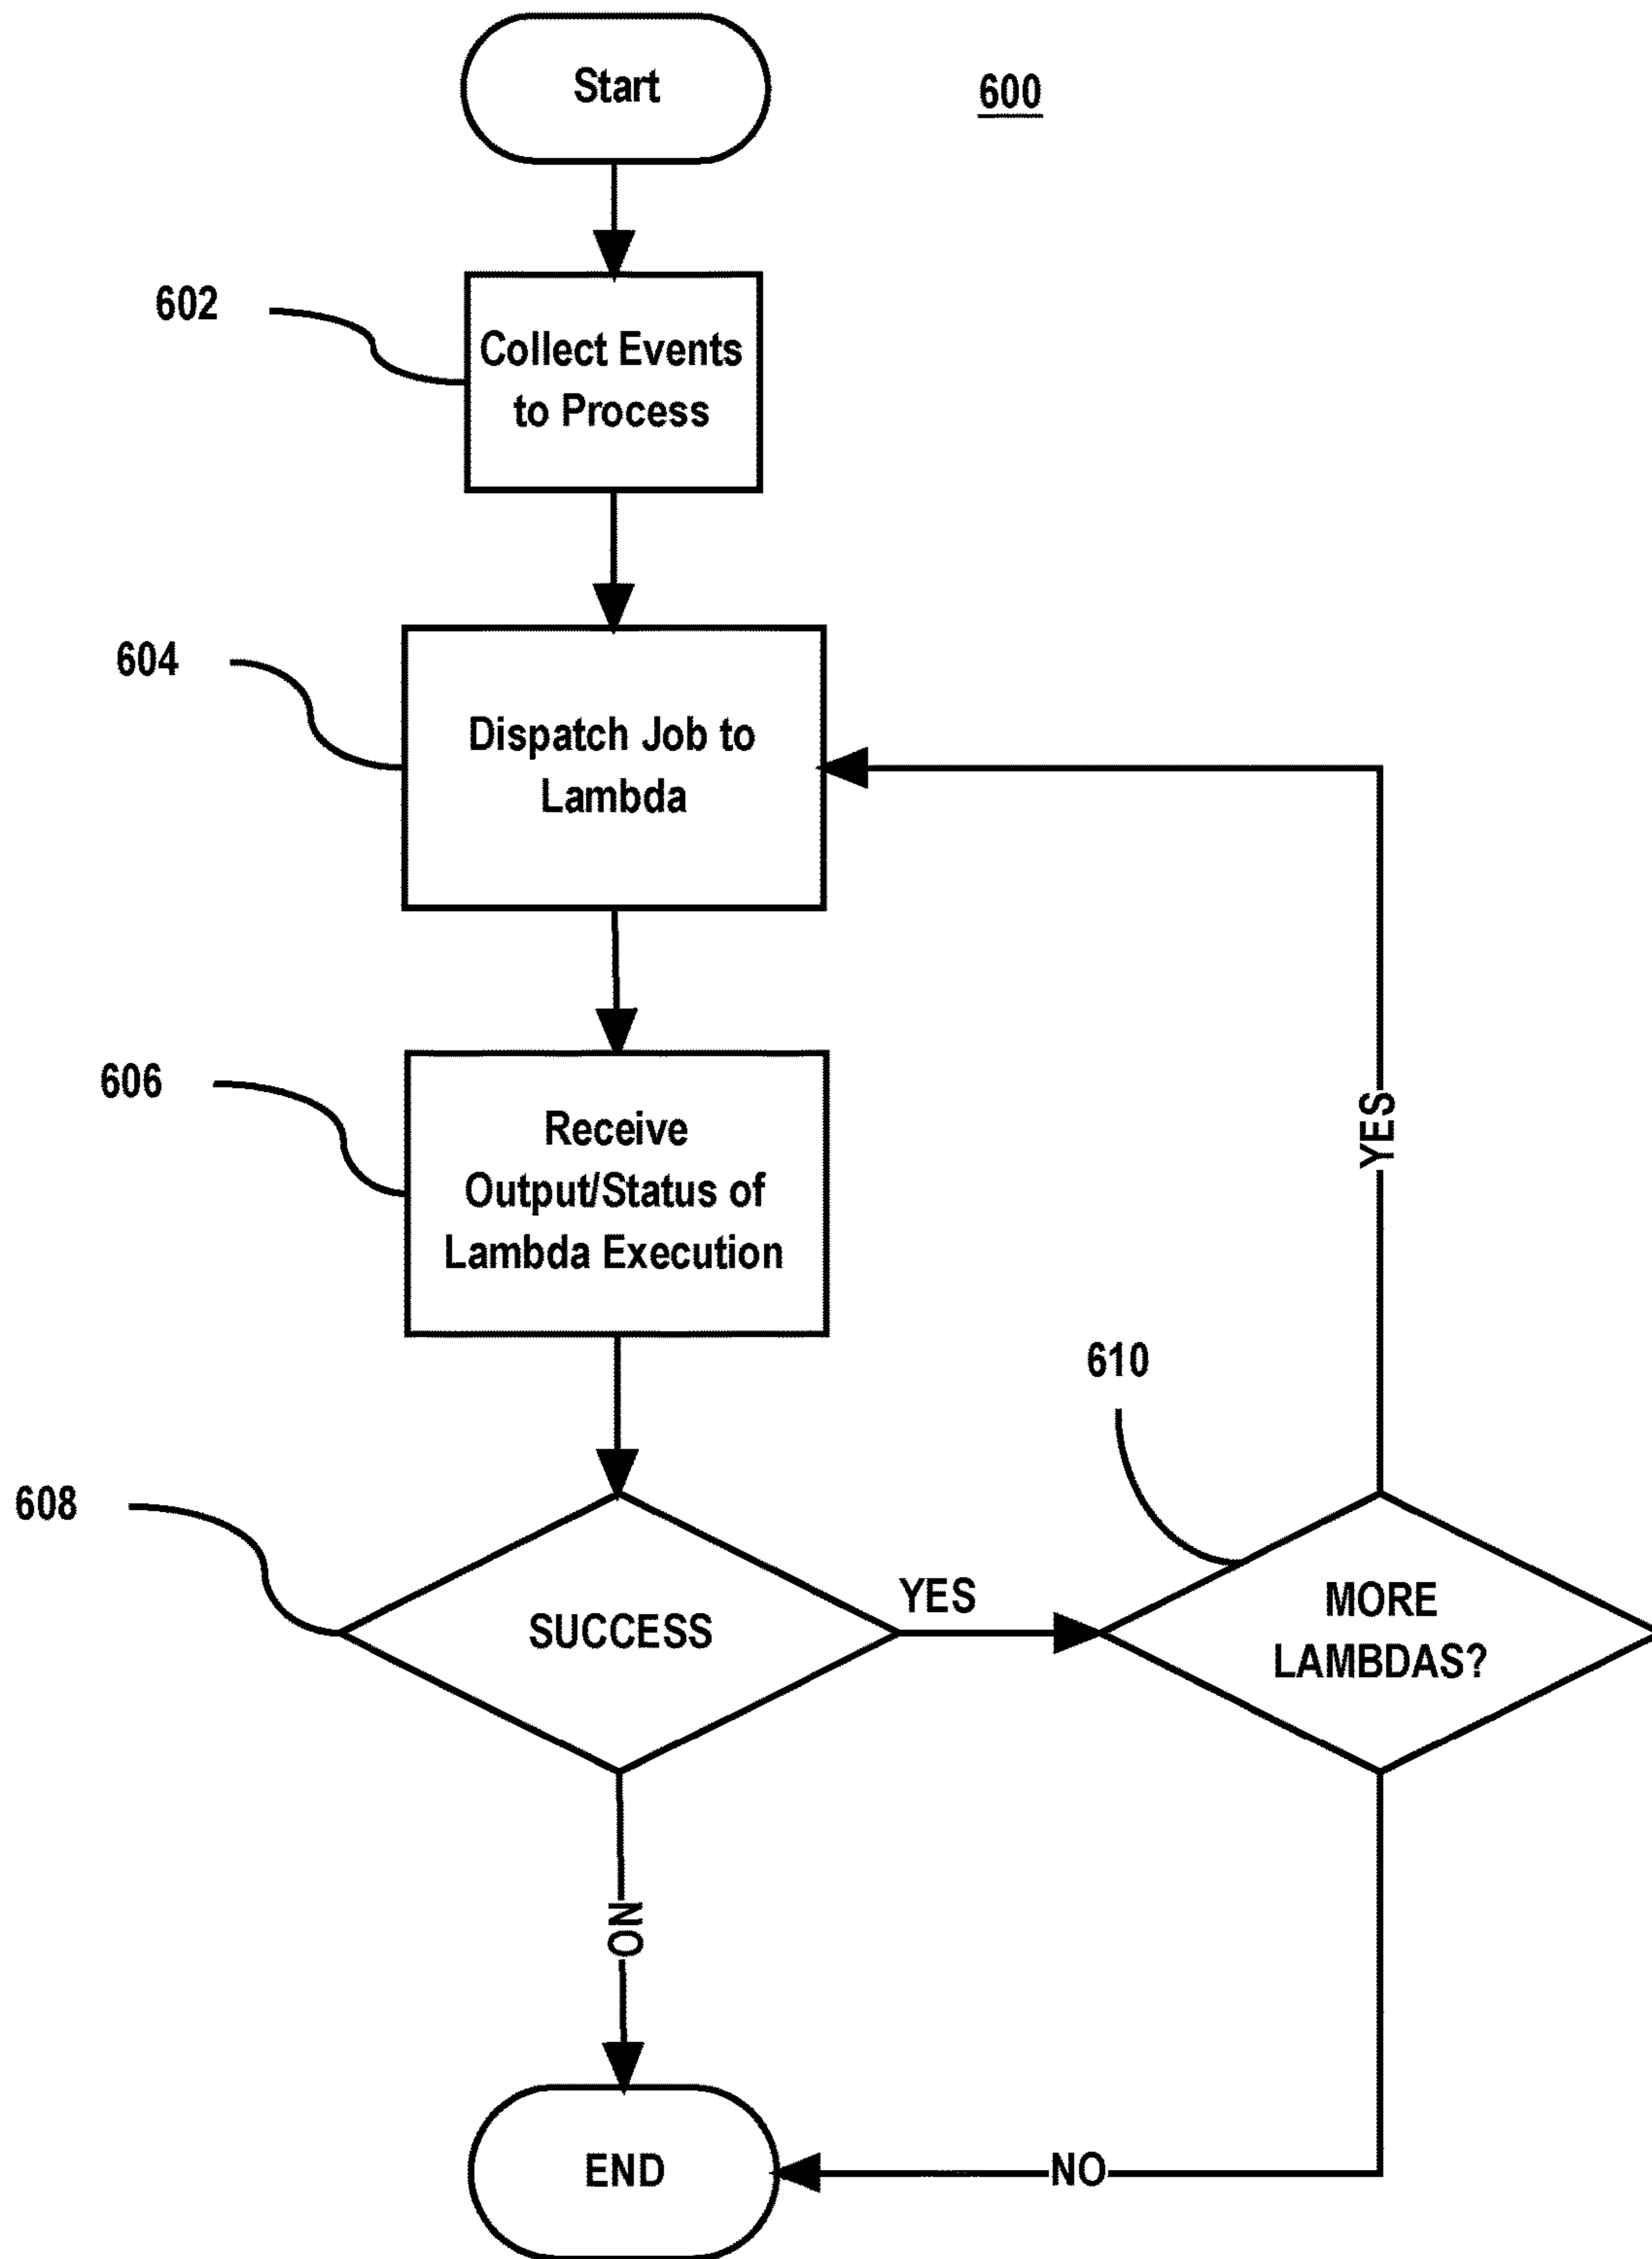 Start
600
602
Collect Events
to Process
604
Dispatch Job to
Lambda
606
Receive
Output/Status of
Lambda Execution
YES
610
608
SUCCESS
YES
MORE
LAMBDAS?
NO
END
NO